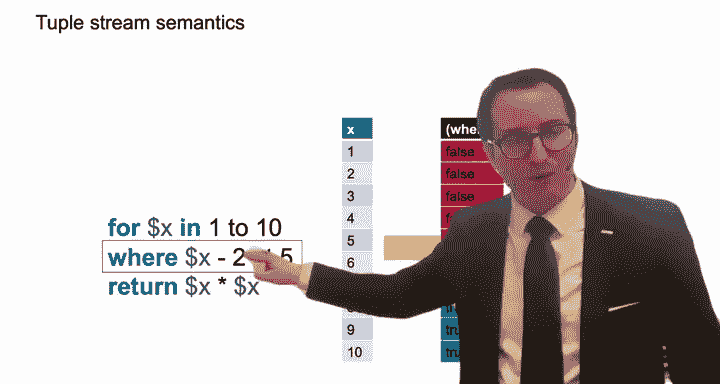 Tuple stream semantics
x
1 false
2 false
3 false
4
5
6
9
10
for $x in 1 to 10
where $x - 2 5
return $x * $x